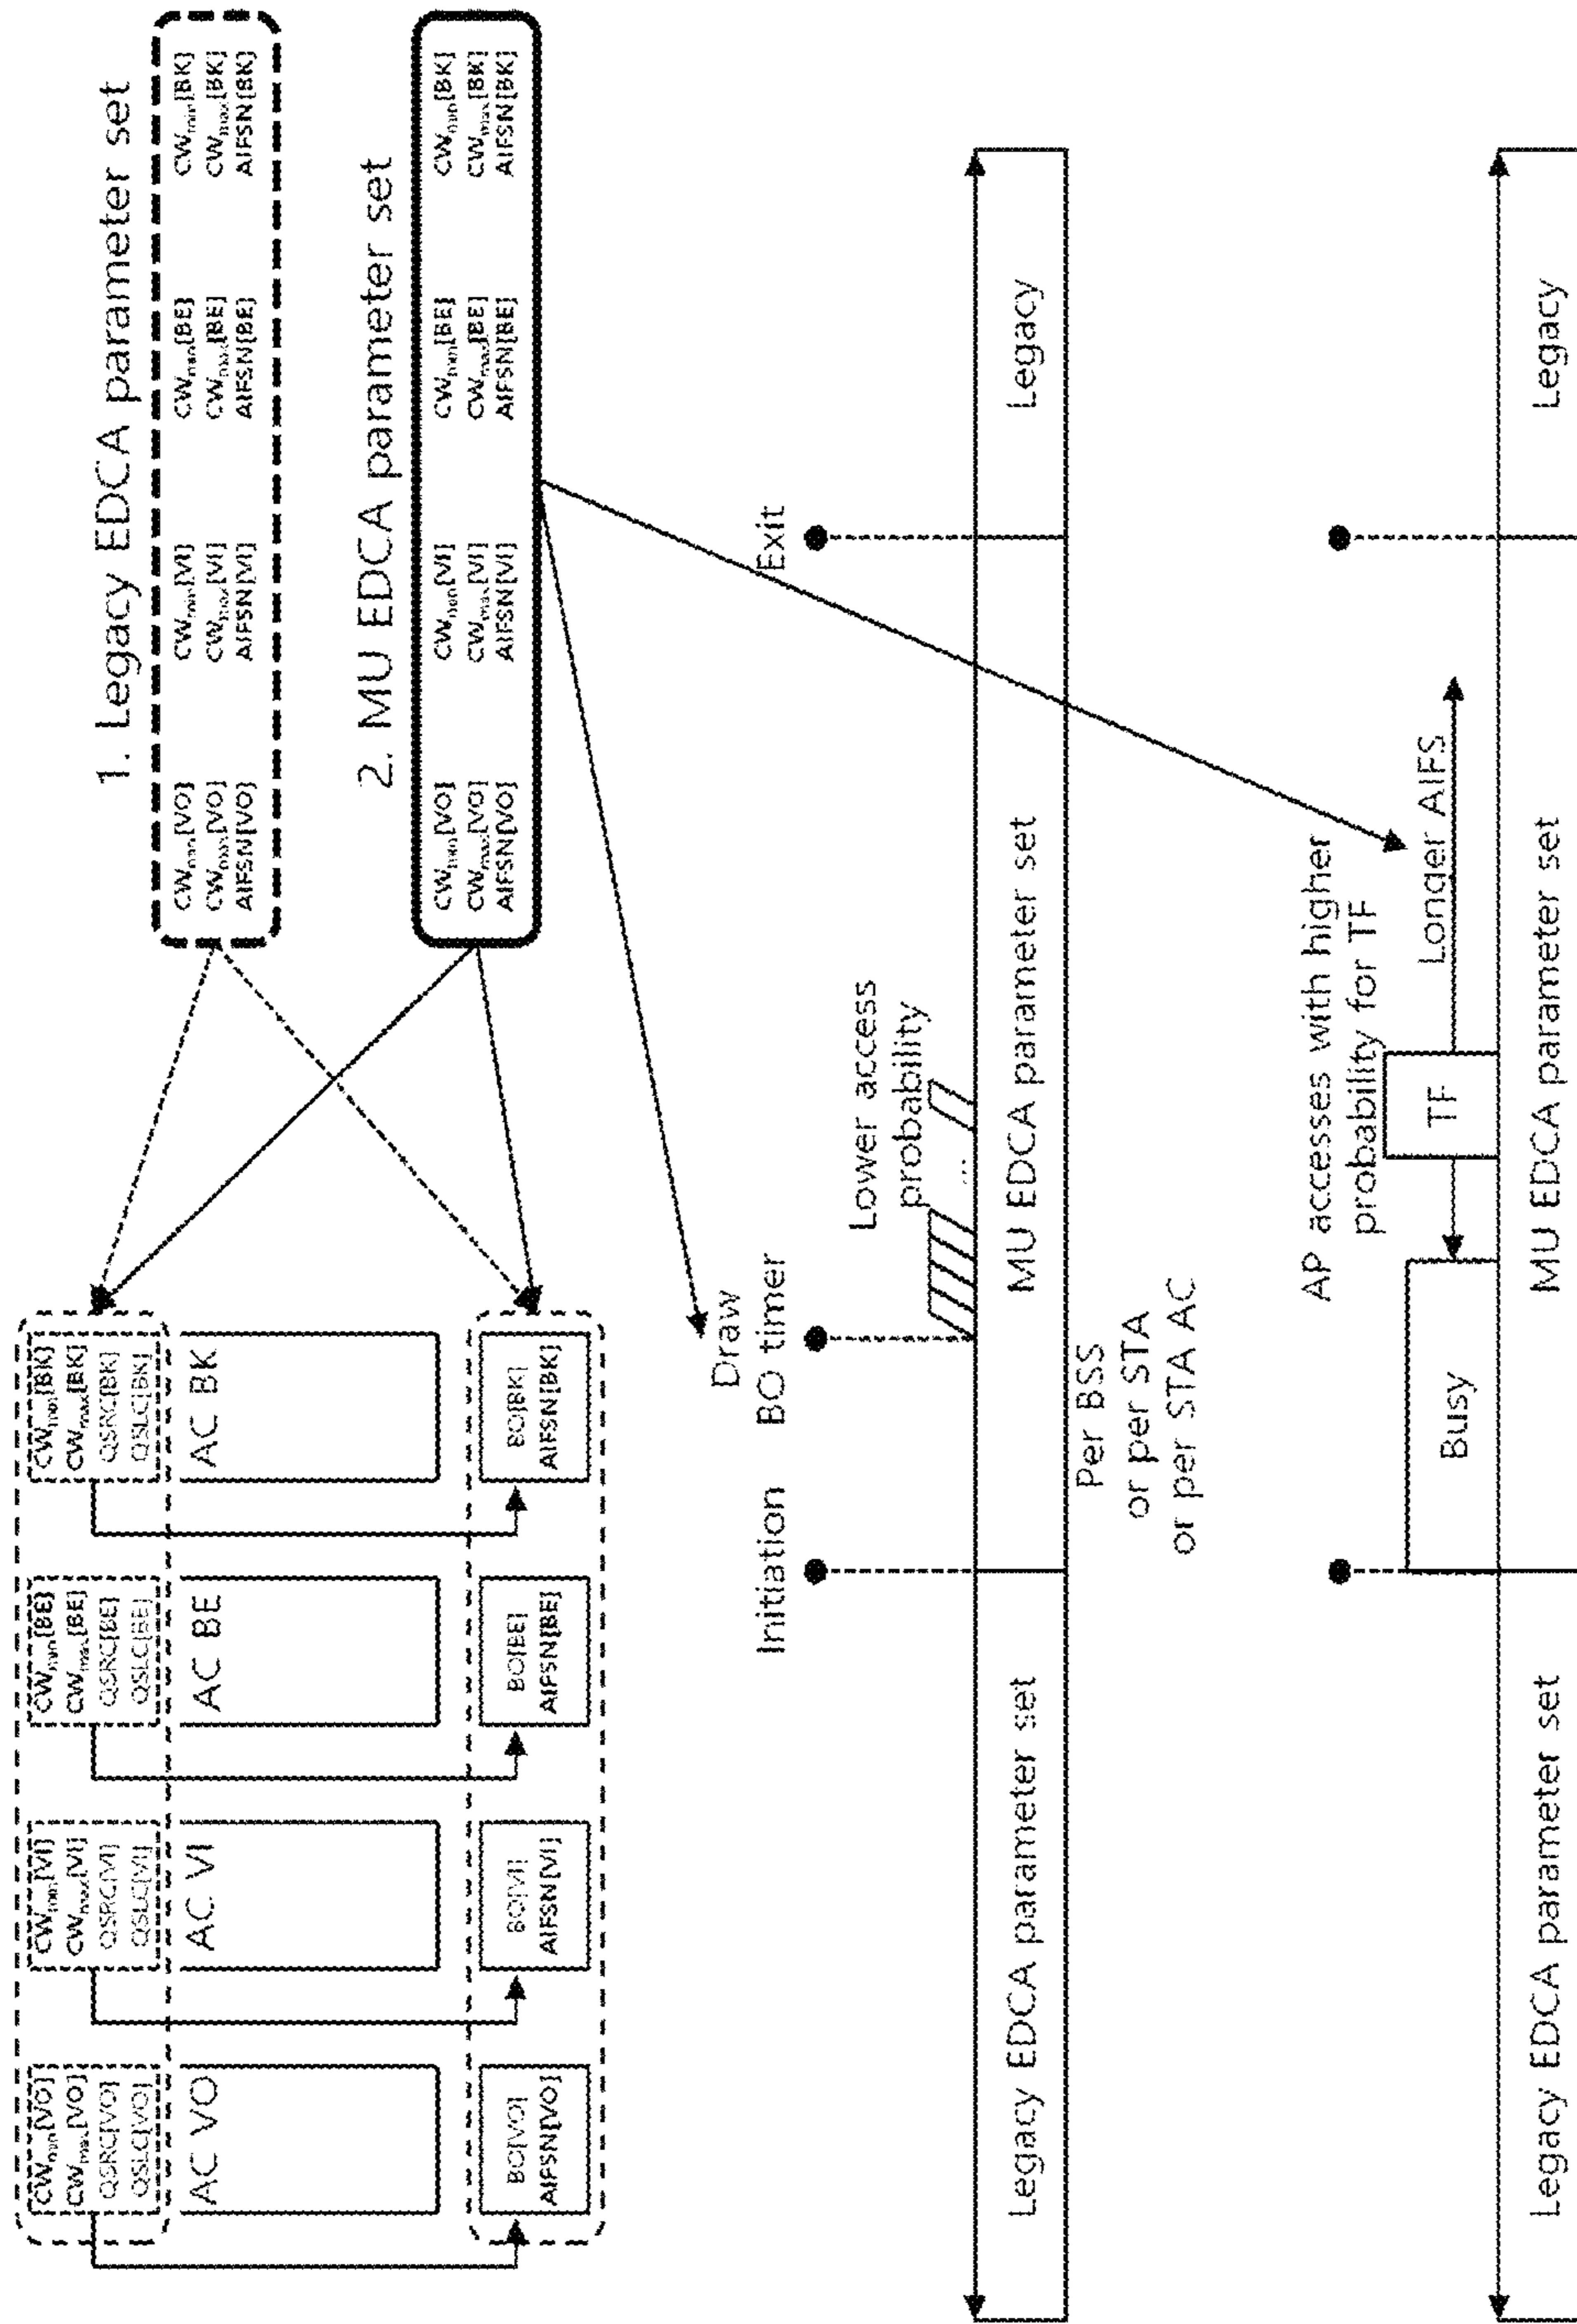 CWmin[VO]
CWmax[VO]
QSRC[VO]
QSLC[VO]
AC VO
BO[VO]
AIFSN[VO]
CWmin[VI]
CWmax[VI]
QSRC[VI]
QSLC[VI]
AC VI
BO[VI]
AIFSN[VI]
CWmin[BE]
CWmax[BE]
QSRC[BE]
QSLC[BE]
AC BE
BO[BE]
AIFSN[BE]
CWmin[BK]
CWmax[BK]
QSRC[BK]
QSLC[BK]
AC BK
BO[BK]
AIFSN[BK]
1. Legacy EDCA parameter set
CWmin[VO] CWmin[VI] CWmin[BE] CWmin[BK]
CWmax[VO] CWmax[VI] CWmax[BE] CWmax[BK]
AIFSN[VO] AIFSN[VI] AIFSN[BE] AIFSN[BK]
2. MU EDCA parameter set
CWmin[VO] CWmin[VI] CWmin[BE] CWmin[BK]
CWmax[VO] CWmax[VI] CWmax[BE] CWmax[BK]
AIFSN[VO] AIFSN[VI] AIFSN[BE] AIFSN[BK]
Initiation
Draw
BO timer
Exit
Lower access
probability
...
Legacy EDCA parameter set
MU EDCA parameter set
Legacy
Per BSS
or per STA
or per STA AC
AP accesses with higher
probability for TF
Busy
TF
Longer AIFS
Legacy EDCA parameter set
MU EDCA parameter set
Legacy